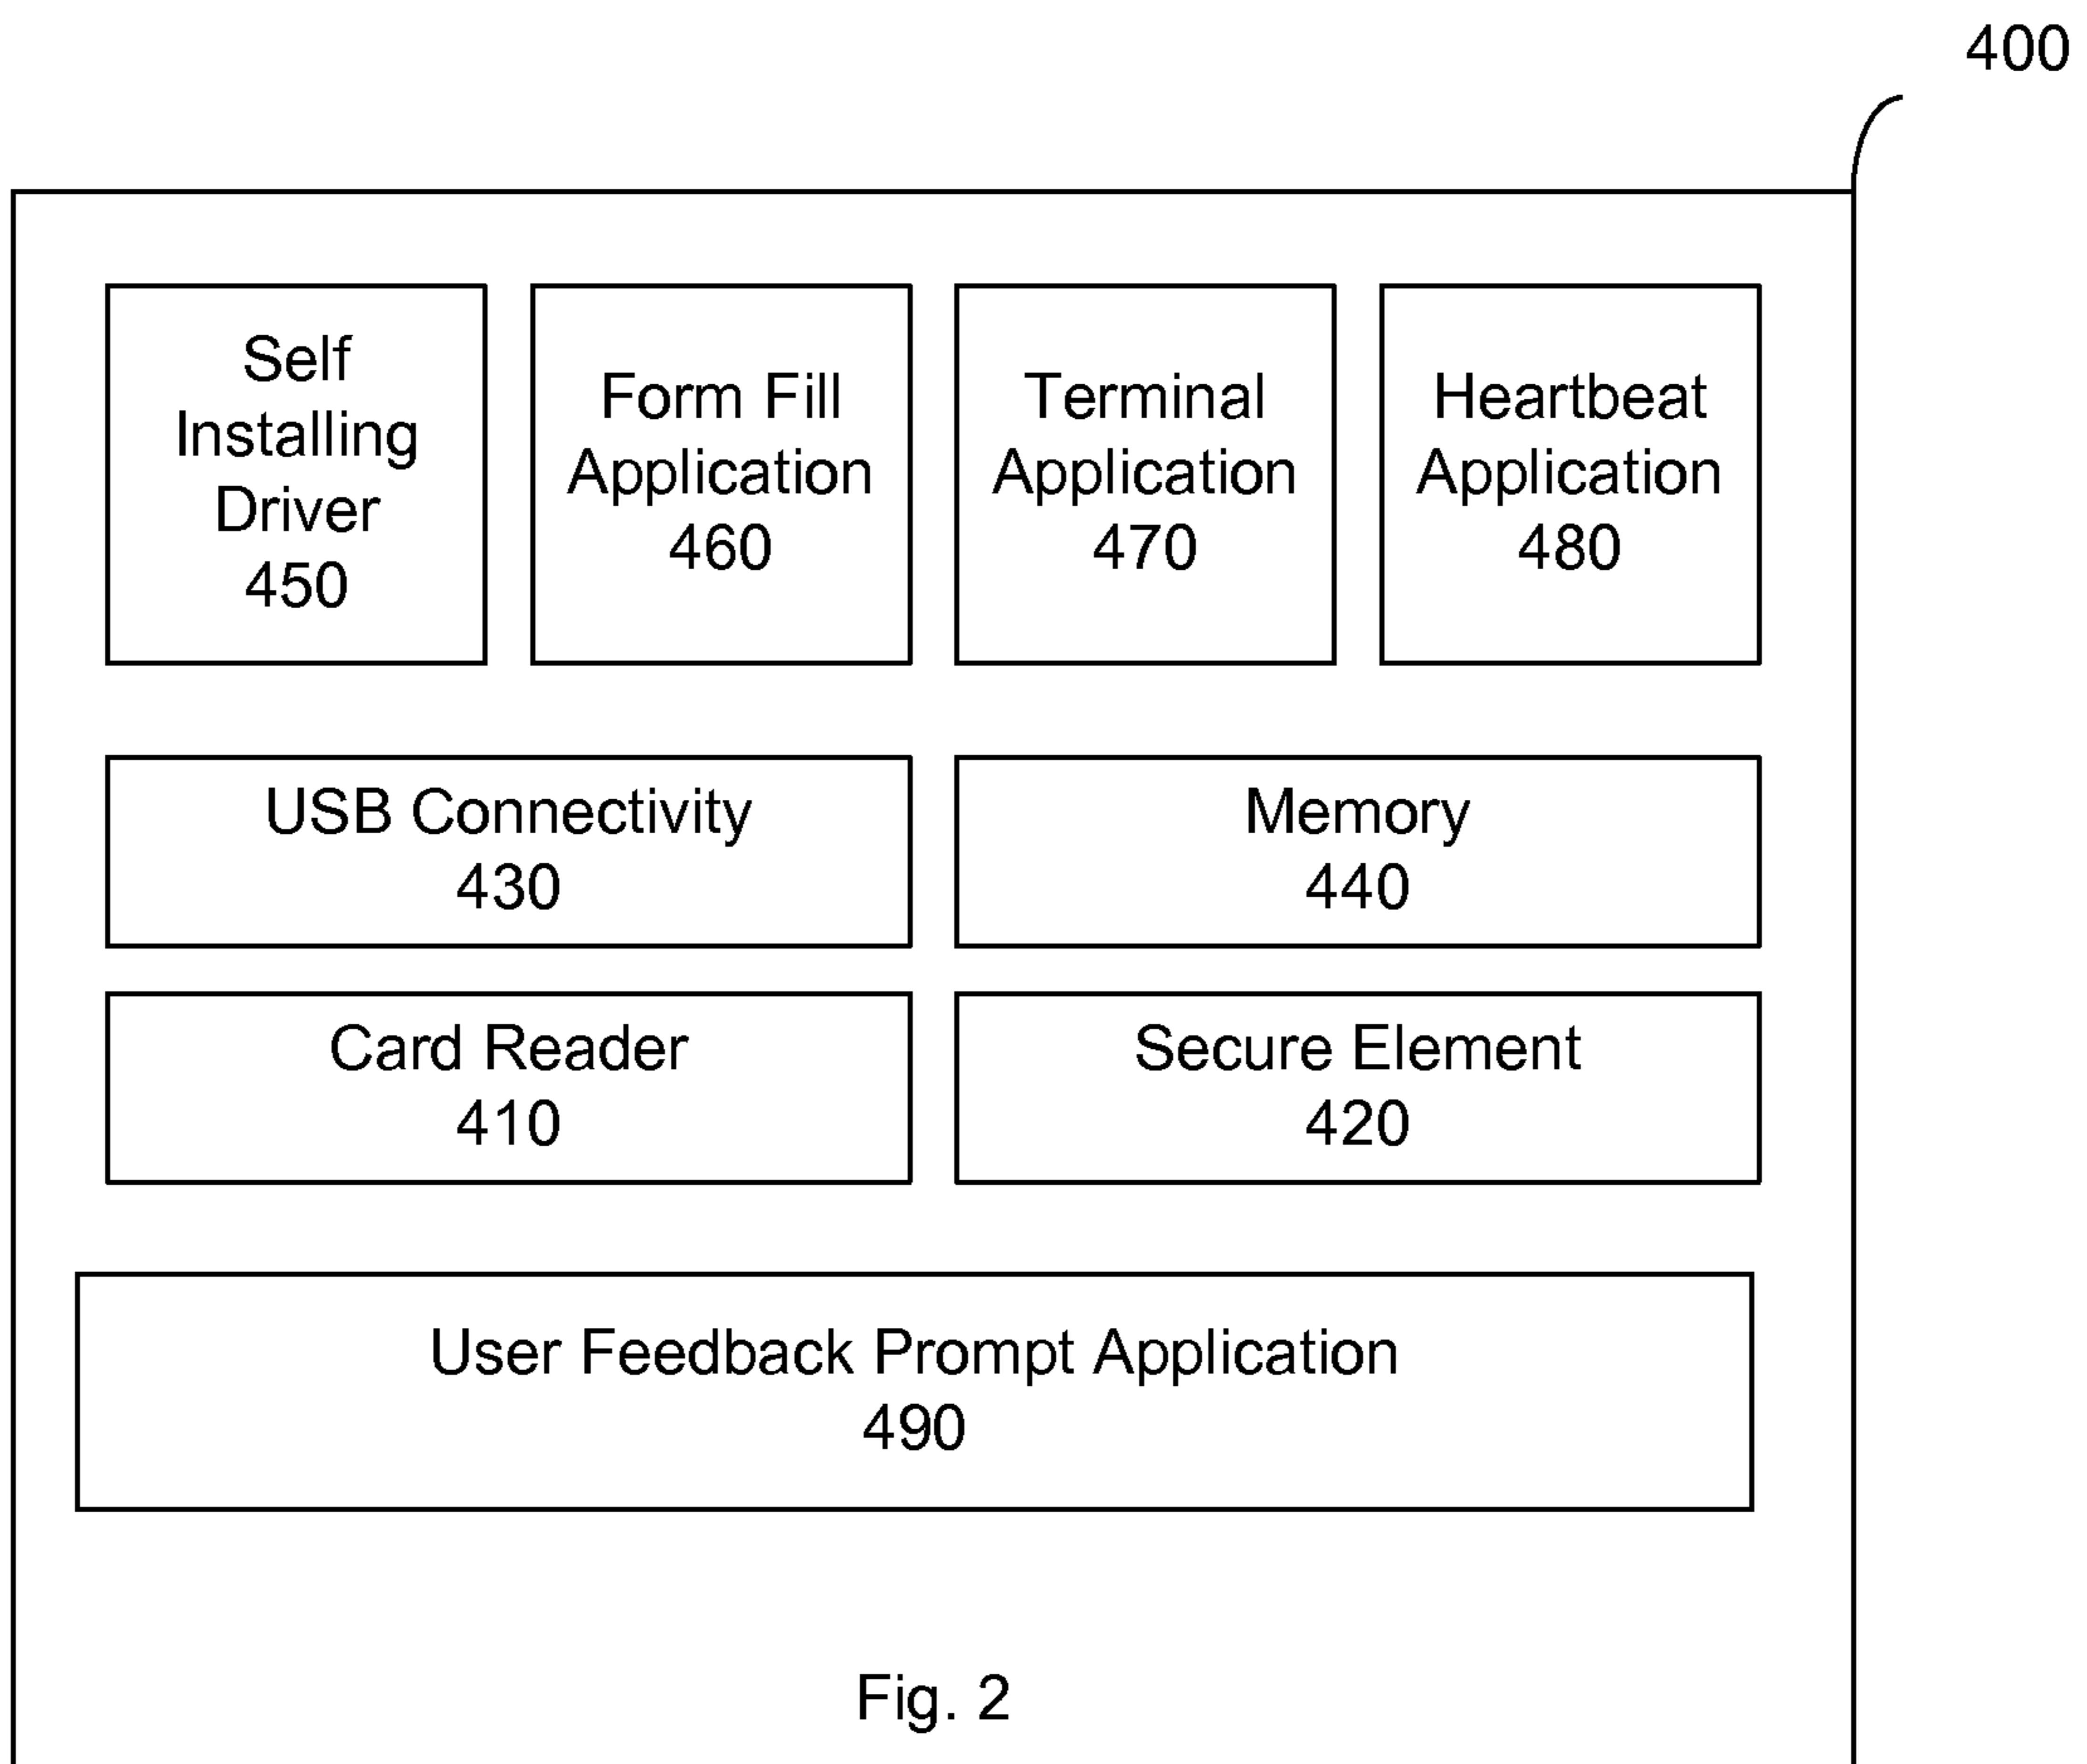 400
Self
Installing
Driver
450
Form Fill
Application
460
Terminal
Application
470
Heartbeat
Application
480
USB Connectivity
430
Memory
440
Card Reader
410
Secure Element
420
User Feedback Prompt Application
490
Fig. 2